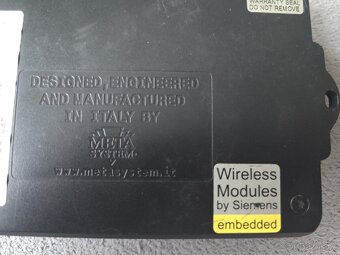 WARRANTY SEAL
DO NOT REMOVE
DESIGNED, ENGINEERED
AND MANUFACTURED
IN ITALY BY
META
SYSTEM
www.metasystem.it
Wireless
Modules
by Siemens
embedded